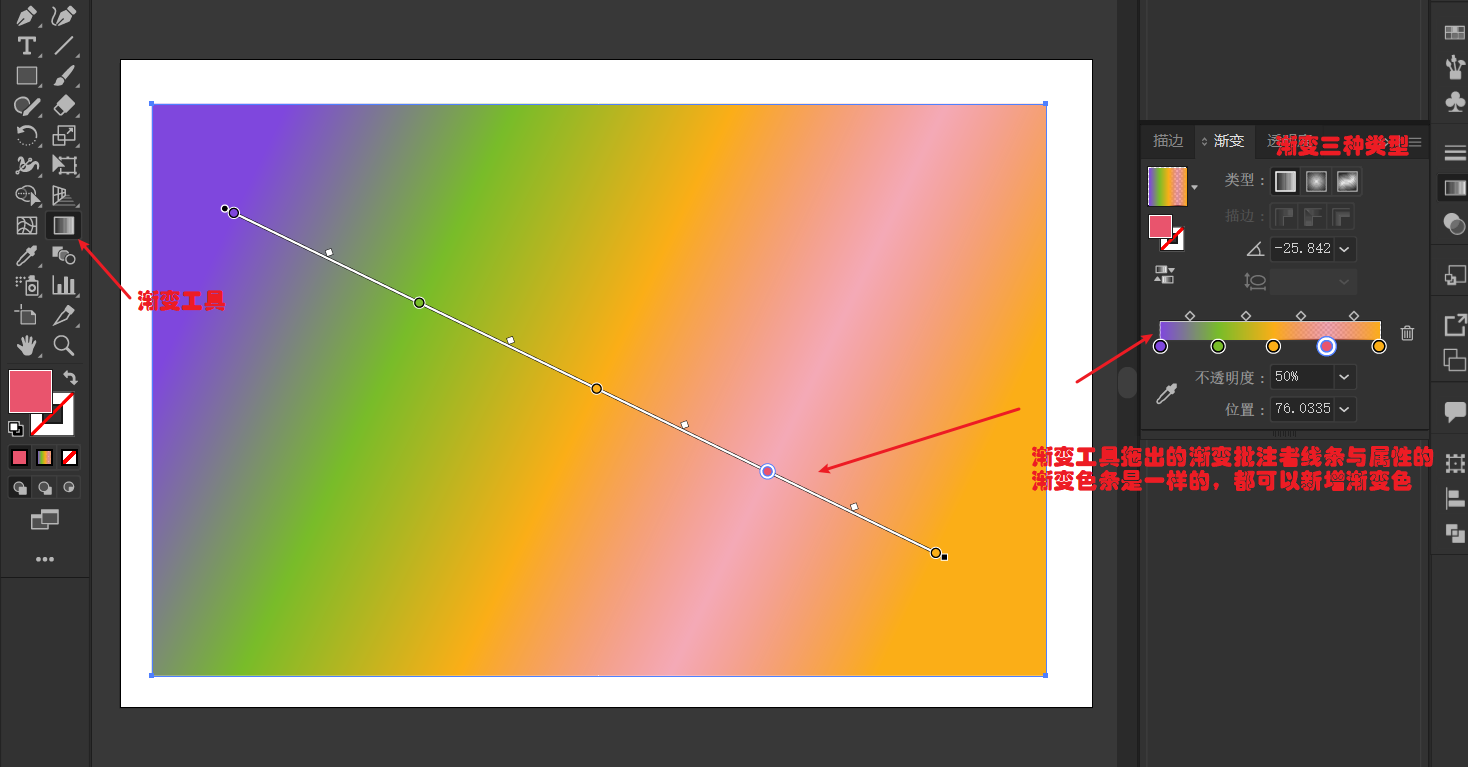 描边
渐变
渐变三种类型
类型：
描边：
-25.842
渐变工具
不透明度：
50%
位置：
76.0335
渐变工具拖出的渐变批注者线条与属性的
渐变色条是一样的，都可以新增渐变色